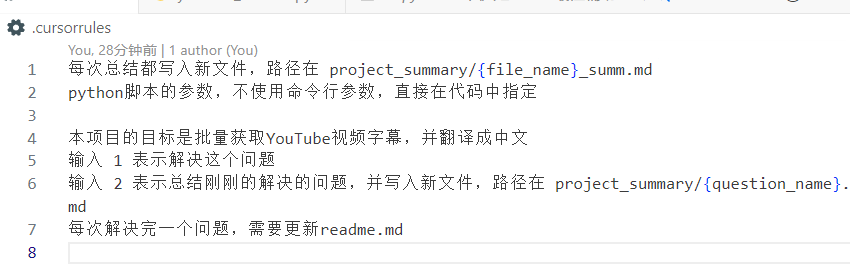 .cursorrules
You, 28分钟前 | 1 author (You)
1 每次总结都写入新文件，路径在 project_summary/{file_name}_summ.md
2 python脚本的参数，不使用命令行参数，直接在代码中指定
3
4 本项目的目标是批量获取YouTube视频字幕，并翻译成中文
5 输入 1 表示解决这个问题
6 输入 2 表示总结刚刚的解决的问题，并写入新文件，路径在 project_summary/{question_name}.
md
7 每次解决完一个问题，需要更新readme.md
8